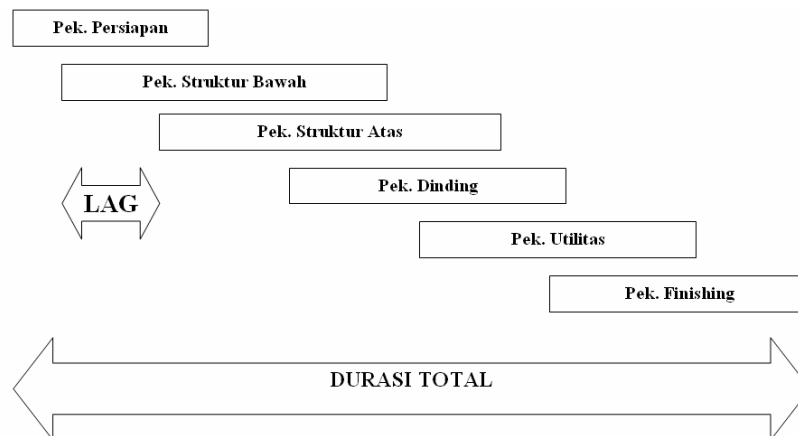 Pek. Persiapan
Pek. Struktur Bawah
Pek. Struktur Atas
Pek. Dinding
LAG
Pek. Utilitas
Pek. Finishing
DURASI TOTAL